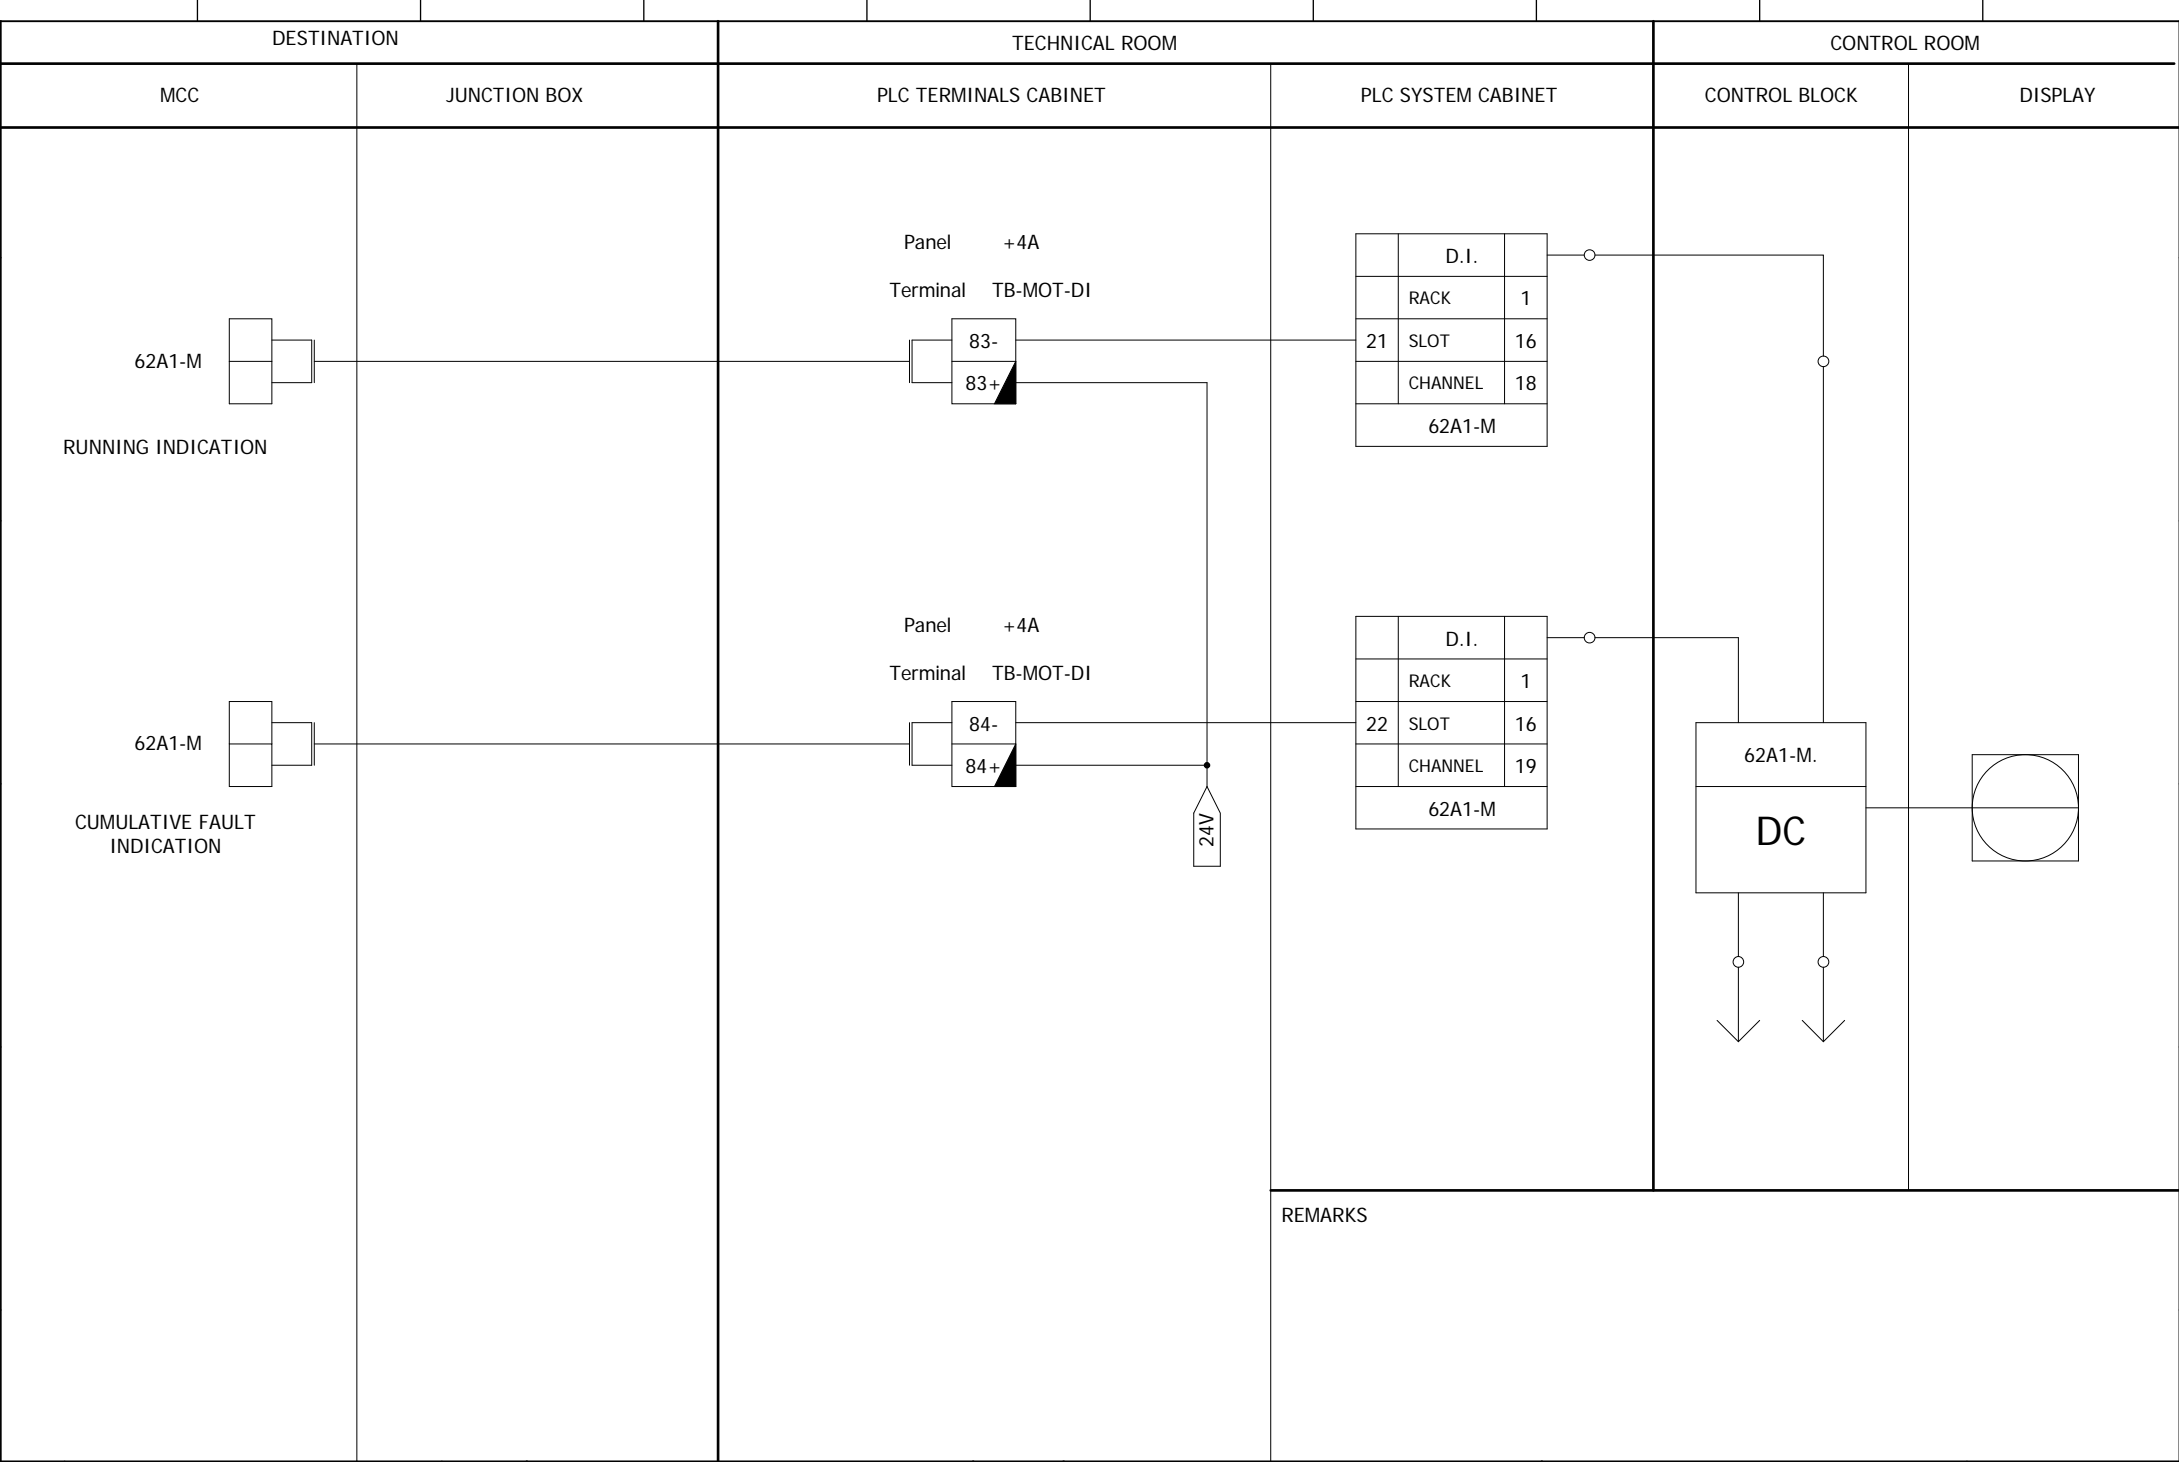 DESTINATION
TECHNICAL ROOM
CONTROL ROOM
MCC
JUNCTION BOX
PLC TERMINALS CABINET
PLC SYSTEM CABINET
CONTROL BLOCK
DISPLAY
62A1-M
RUNNING INDICATION
Panel +4A
Terminal TB-MOT-DI
83-
83+
D.I.
RACK 1
21 SLOT 16
CHANNEL 18
62A1-M
62A1-M
CUMULATIVE FAULT
INDICATION
Panel +4A
Terminal TB-MOT-DI
84-
84+
24V
D.I.
RACK 1
22 SLOT 16
CHANNEL 19
62A1-M
62A1-M.
DC
REMARKS